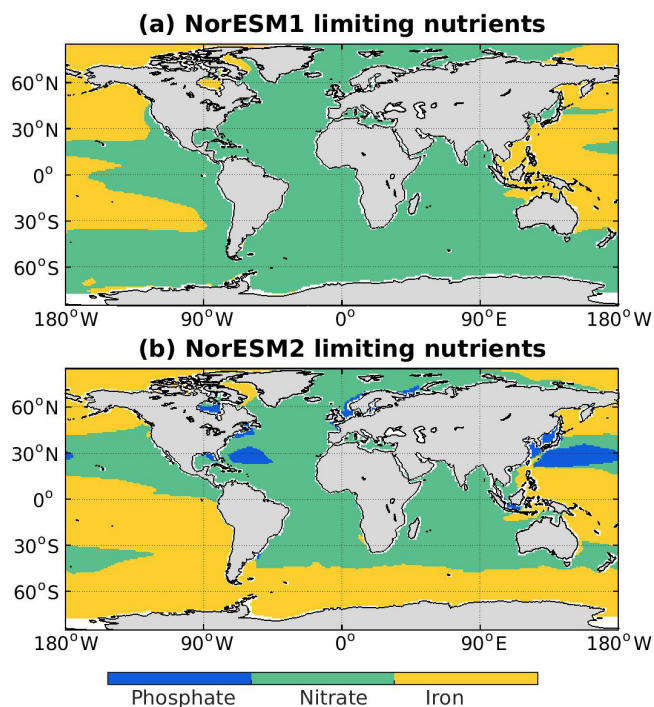 (a) NorESM1 limiting nutrients
60°N
30°N
0°
30°S
60°S
180°W 90°W 0° 90°E 180°W
(b) NorESM2 limiting nutrients
60°N
30°N
0°
30°S
60°S
180°W 90°W 0° 90°E 180°W
Phosphate Nitrate Iron